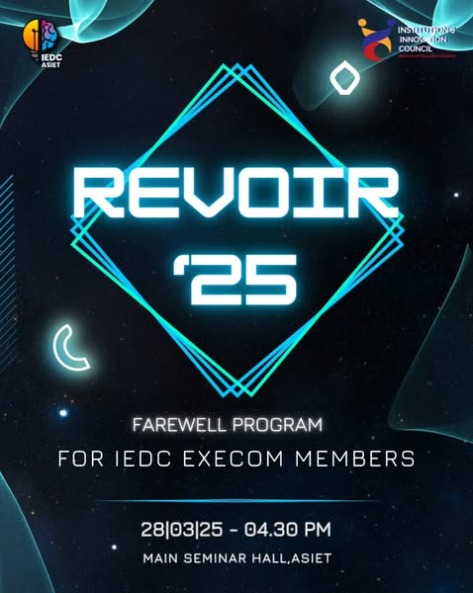 IEDC
ASIET
INSTITUTION'S
INNOVATION
COUNCIL
REVOIR
'25
FAREWELL PROGRAM
FOR IEDC EXECOM MEMBERS
28|03|25 - 04.30 PM
MAIN SEMINAR HALL,ASIET